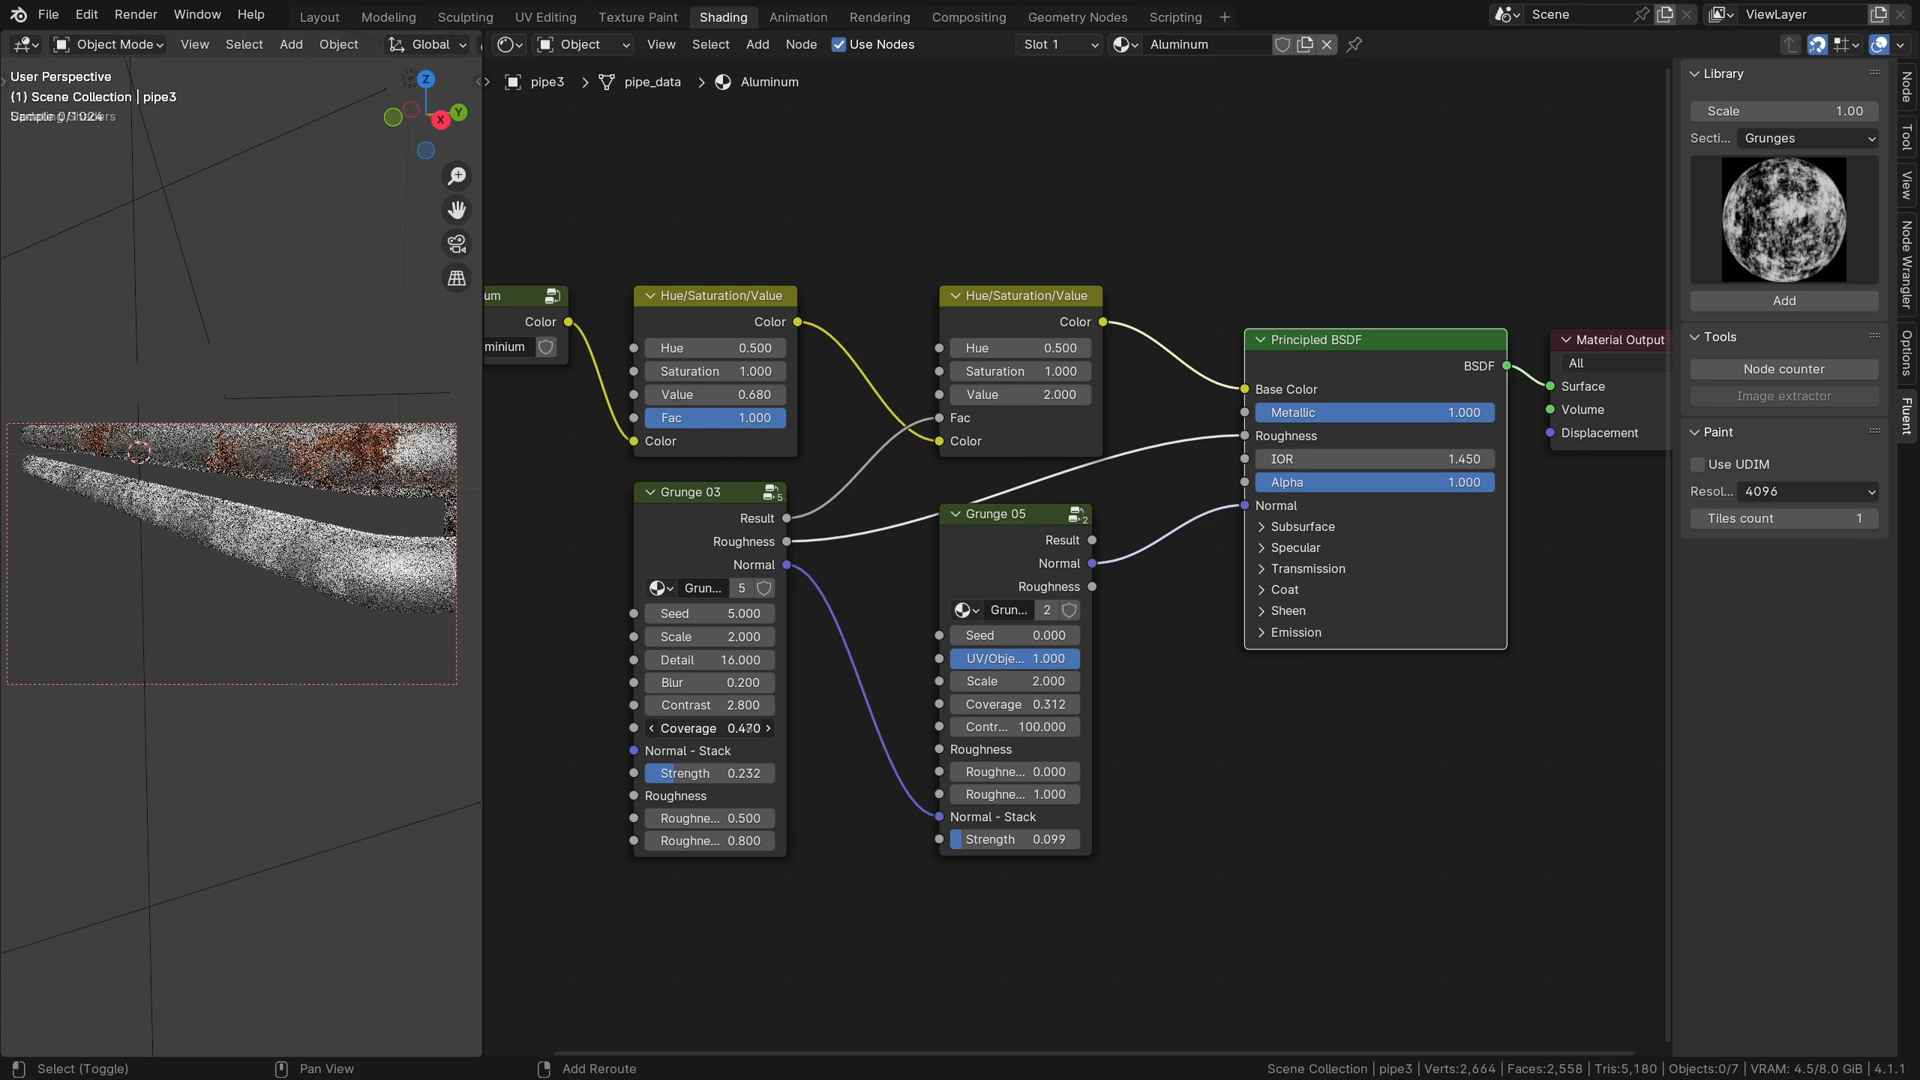 File Edit Render Window Help
Layout Modeling Sculpting UV Editing Texture Paint Shading Animation Rendering Compositing Geometry Nodes Scripting +
Scene
ViewLayer
Object Mode View Select Add Object Global
Object View Select Add Node Use Nodes Slot 1 Aluminum
User Perspective
(1) Scene Collection | pipe3
pipe3 > pipe_data > Aluminum
Z
Y
X
um
Color
minium
Hue/Saturation/Value
Color
Hue 0.500
Saturation 1.000
Value 0.680
Fac 1.000
Color
Hue/Saturation/Value
Color
Hue 0.500
Saturation 1.000
Value 2.000
Fac
Color
Grunge 03
5
Result
Roughness
Normal
Grun... 5
Seed 5.000
Scale 2.000
Detail 16.000
Blur 0.200
Contrast 2.800
Coverage
Normal - Stack
Strength 0.232
Roughness
Roughne... 0.500
Roughne... 0.800
Grunge 05
2
Result
Normal
Roughness
Grun... 2
Seed 0.000
UV/Obje... 1.000
Scale 2.000
Coverage 0.312
Contr... 100.000
Roughness
Roughne... 0.000
Roughne... 1.000
Normal - Stack
Strength 0.099
Principled BSDF
BSDF
Base Color
Metallic 1.000
Roughness
IOR 1.450
Alpha 1.000
Normal
Subsurface
Specular
Transmission
Coat
Sheen
Emission
Material Output
All
Surface
Volume
Displacement
Library
Scale 1.00
Secti... Grunges
Add
Tools
Node counter
Image extractor
Paint
Use UDIM
Resol... 4096
Tiles count 1
Node
Tool
View
Node Wrangler
Options
Fluent
Select (Toggle)
Pan View
Add Reroute
Scene Collection | pipe3 | Verts:2,664 | Faces:2,558 | Tris:5,180 | Objects:0/7 | VRAM: 4.5/8.0 GiB | 4.1.1